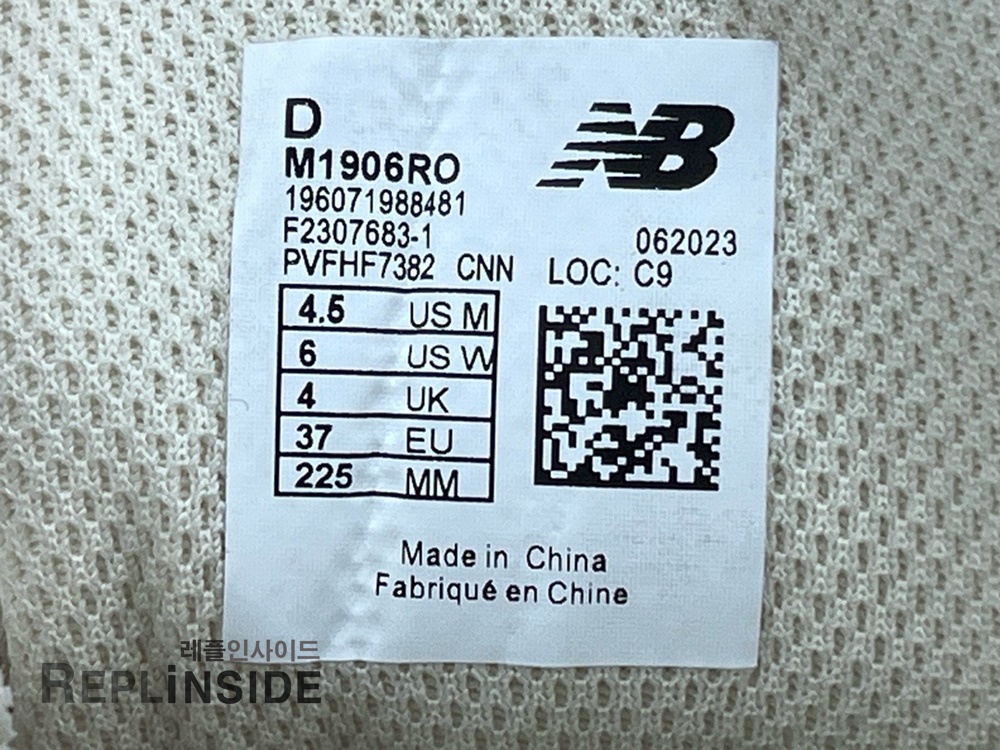 D
M1906RO
196071988481
F2307683-1
062023
PVFHF7382 CNN
LOC: C9
NB
4.5 US M
6 US W
4 UK
37 EU
225 MM
Made in China
Fabriqué en Chine
레플인사이드
REPLINSIDE